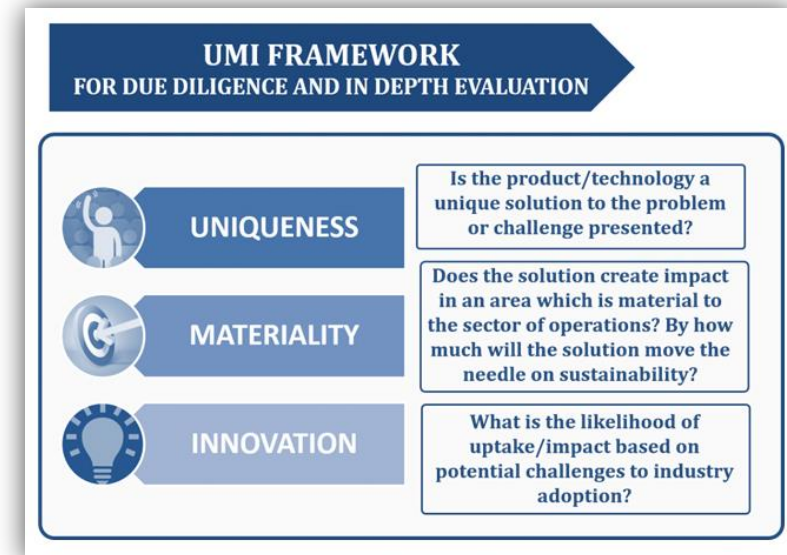 UMI FRAMEWORK
FOR DUE DILIGENCE AND IN DEPTH EVALUATION
UNIQUENESS
Is the product/technology a
unique solution to the problem
or challenge presented?
MATERIALITY
Does the solution create impact
in an area which is material to
the sector of operations? By how
much will the solution move the
needle on sustainability?
INNOVATION
What is the likelihood of
uptake/impact based on
potential challenges to industry
adoption?